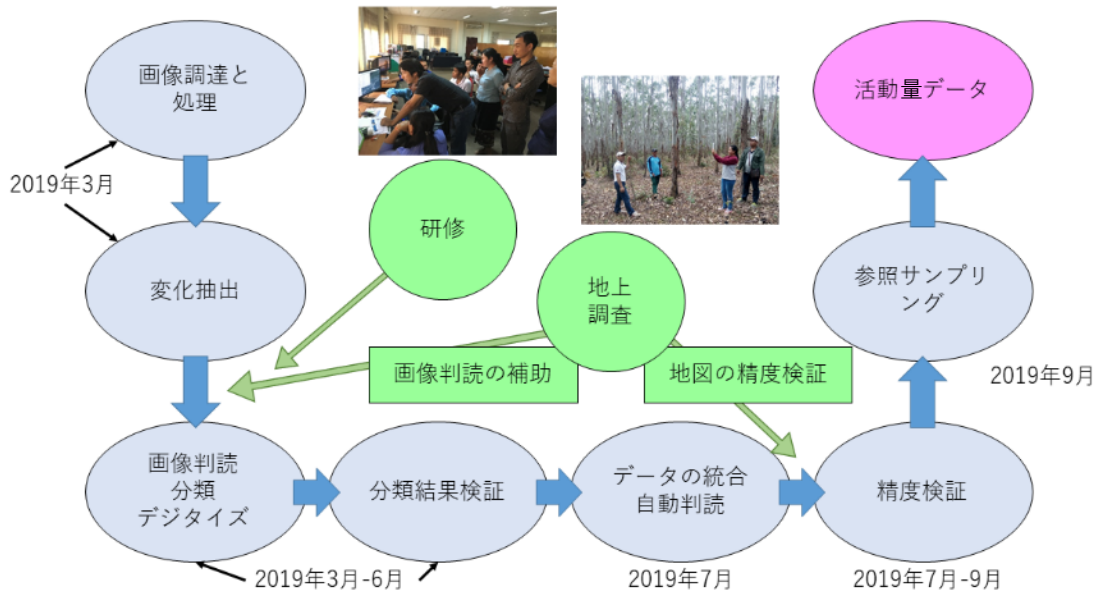 画像調達と
処理
2019年3月
変化抽出
画像判読
分類
デジタイズ
2019年3月-6月
分類結果検証
研修
地上
調査
画像判読の補助
地図の精度検証
データの統合
自動判読
2019年7月
精度検証
2019年7月-9月
参照サンプリ
ング
2019年9月
活動量データ